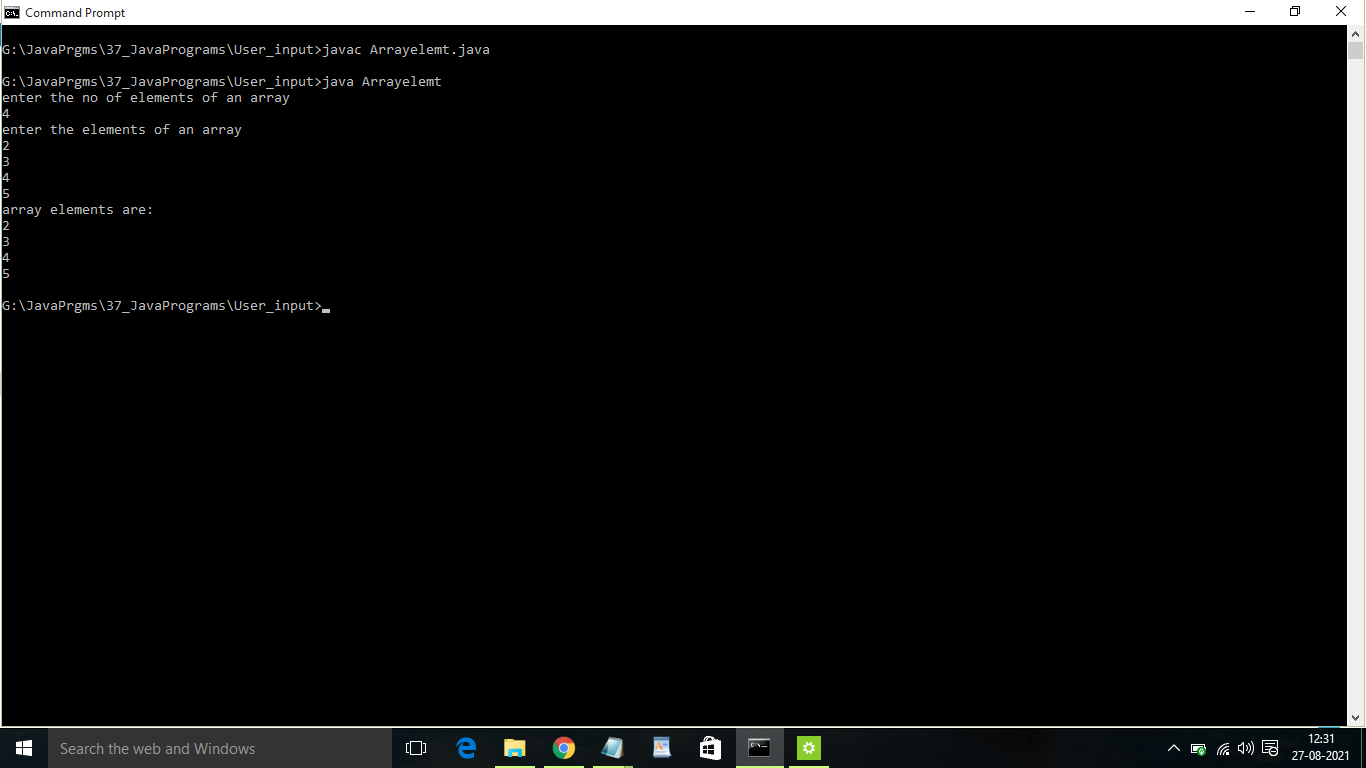 Command Prompt
G:\JavaPrgms\37_JavaPrograms\User_input>javac Arrayelemt.java
G:\JavaPrgms\37_JavaPrograms\User_input>java Arrayelemt
enter the no of elements of an array
4
enter the elements of an array
2
3
4
5
array elements are:
2
3
4
5
G:\JavaPrgms\37_JavaPrograms\User_input>
Search the web and Windows
12:31
27-08-2021